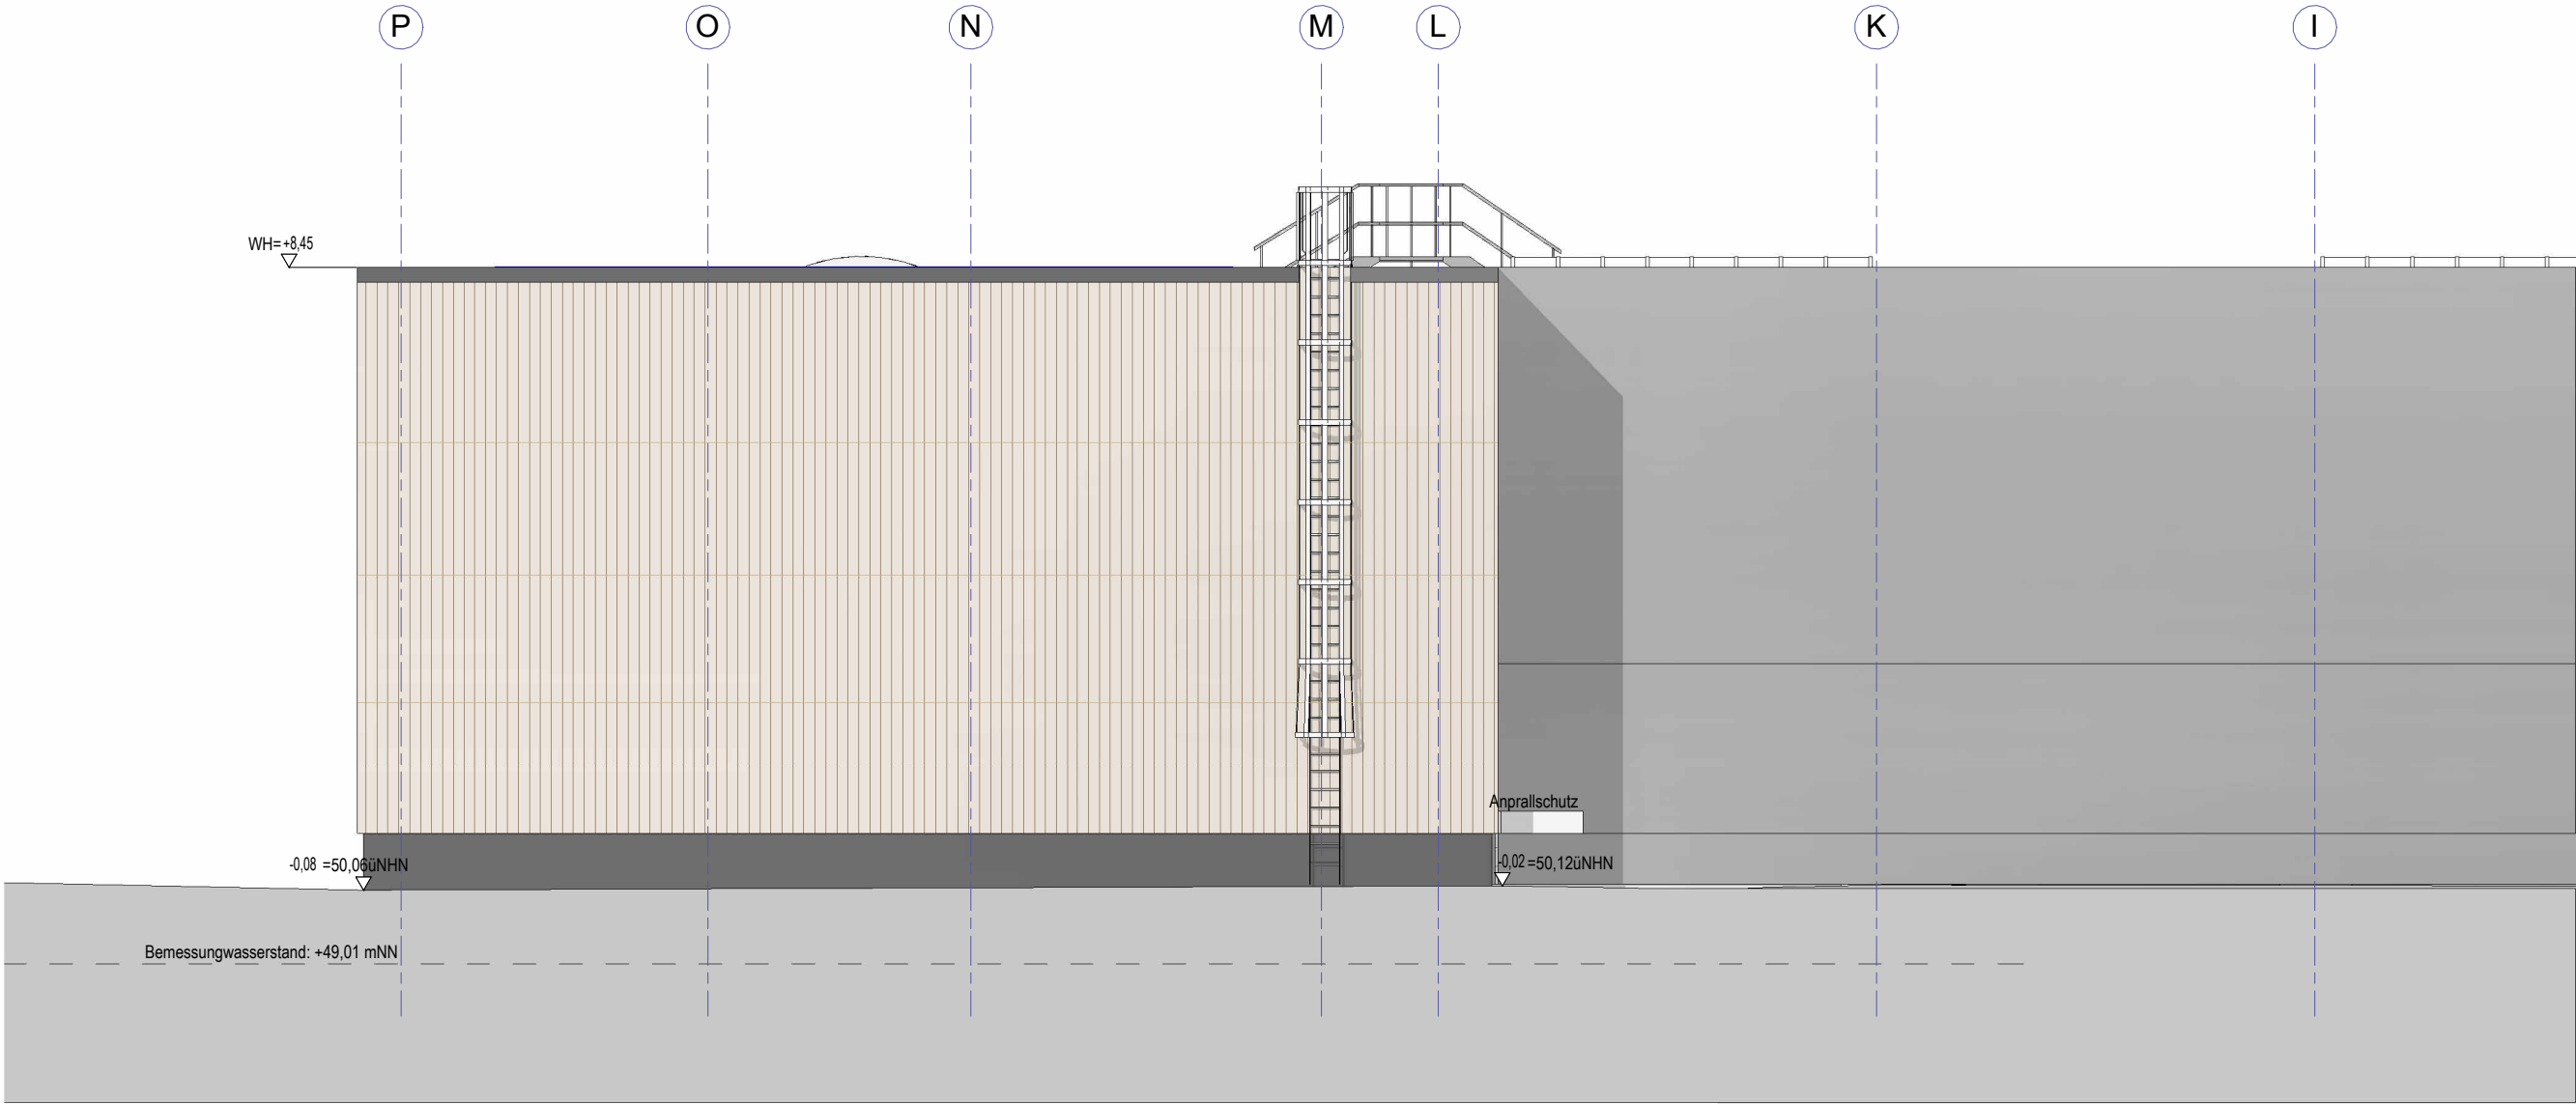 P O N M L K I
WH= +8,45
Anprallschutz
-0,08 =50,06üNHN
-0,02 =50,12üNHN
Bemessungwasserstand: +49,01 mNN